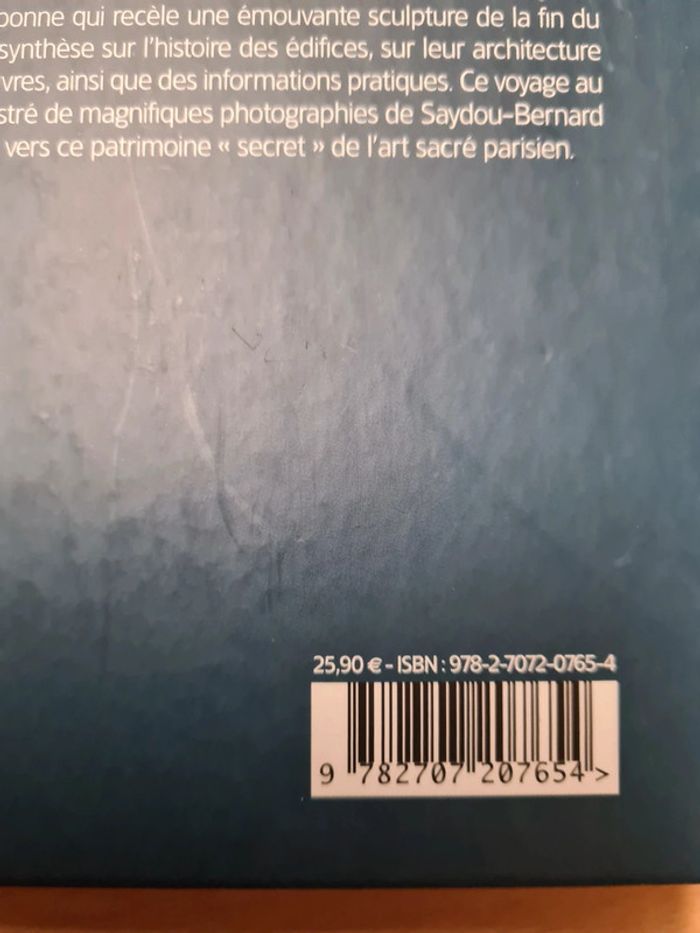 bonne qui recèle une émouvante sculpture de la fin du
synthèse sur l'histoire des édifices, sur leur architecture
vres, ainsi que des informations pratiques. Ce voyage au
stré de magnifiques photographies de Saydou-Bernard
vers ce patrimoine « secret » de l'art sacré parisien.
25,90 € - ISBN : 978-2-7072-0765-4
9 782707 207654 >